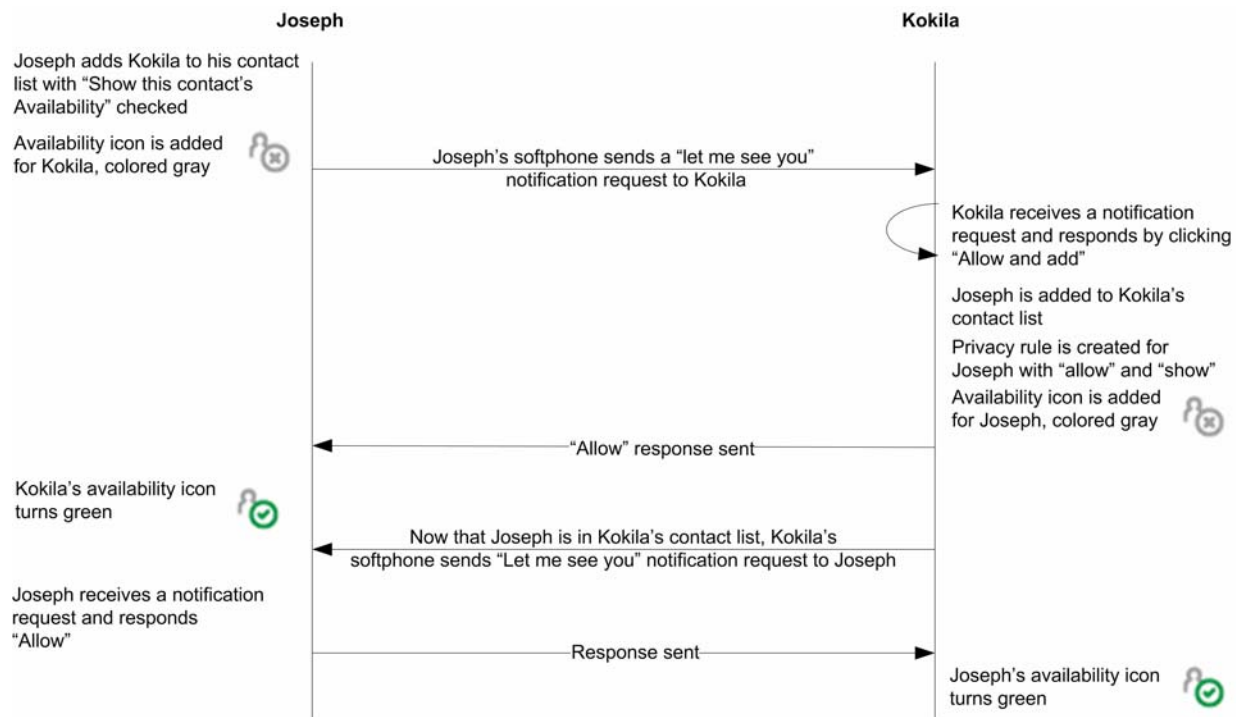 Joseph
Kokila
Joseph adds Kokila to his contact
list with “Show this contact’s
Availability” checked
Availability icon is added
for Kokila, colored gray
Joseph’s softphone sends a “let me see you”
notification request to Kokila
Kokila receives a notification
request and responds by clicking
“Allow and add”
Joseph is added to Kokila’s
contact list
Privacy rule is created for
Joseph with “allow” and “show”
Availability icon is added
for Joseph, colored gray
“Allow” response sent
Kokila’s availability icon
turns green
Now that Joseph is in Kokila’s contact list, Kokila’s
softphone sends “Let me see you” notification request to Joseph
Joseph receives a notification
request and responds
“Allow”
Response sent
Joseph’s availability icon
turns green